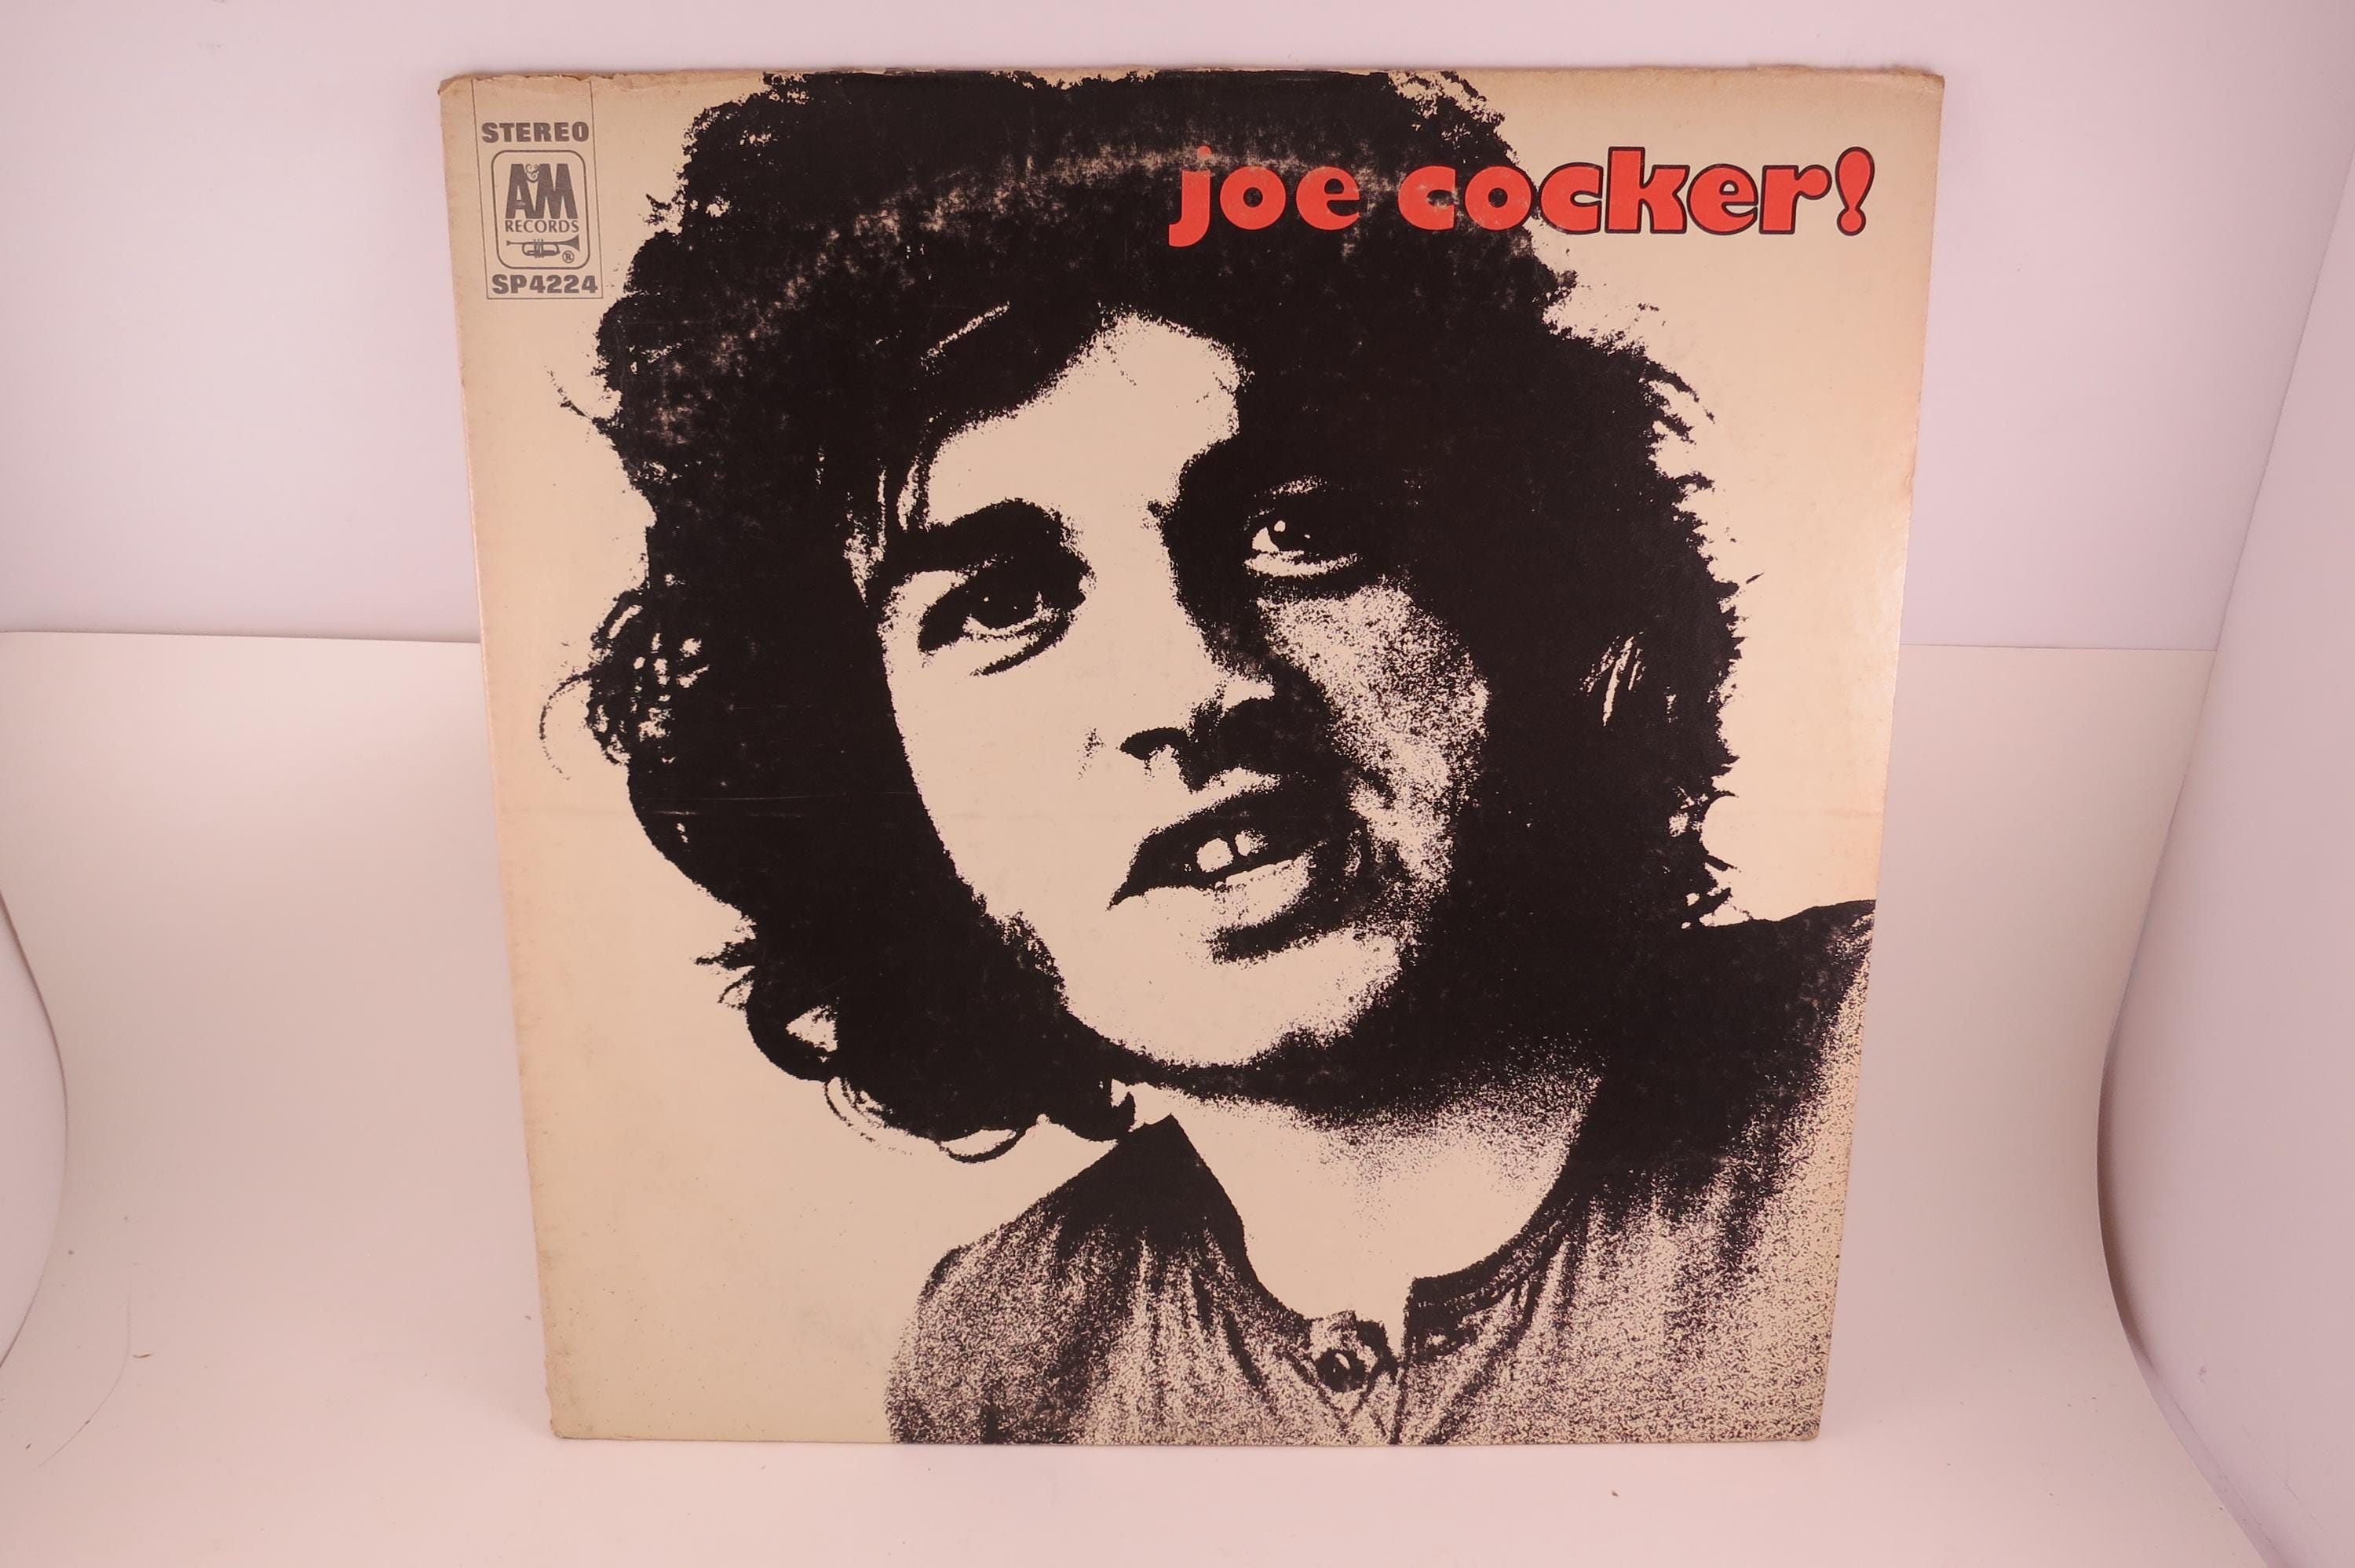 STEREO
A&M
RECORDS
®
SP4224
joe cocker!